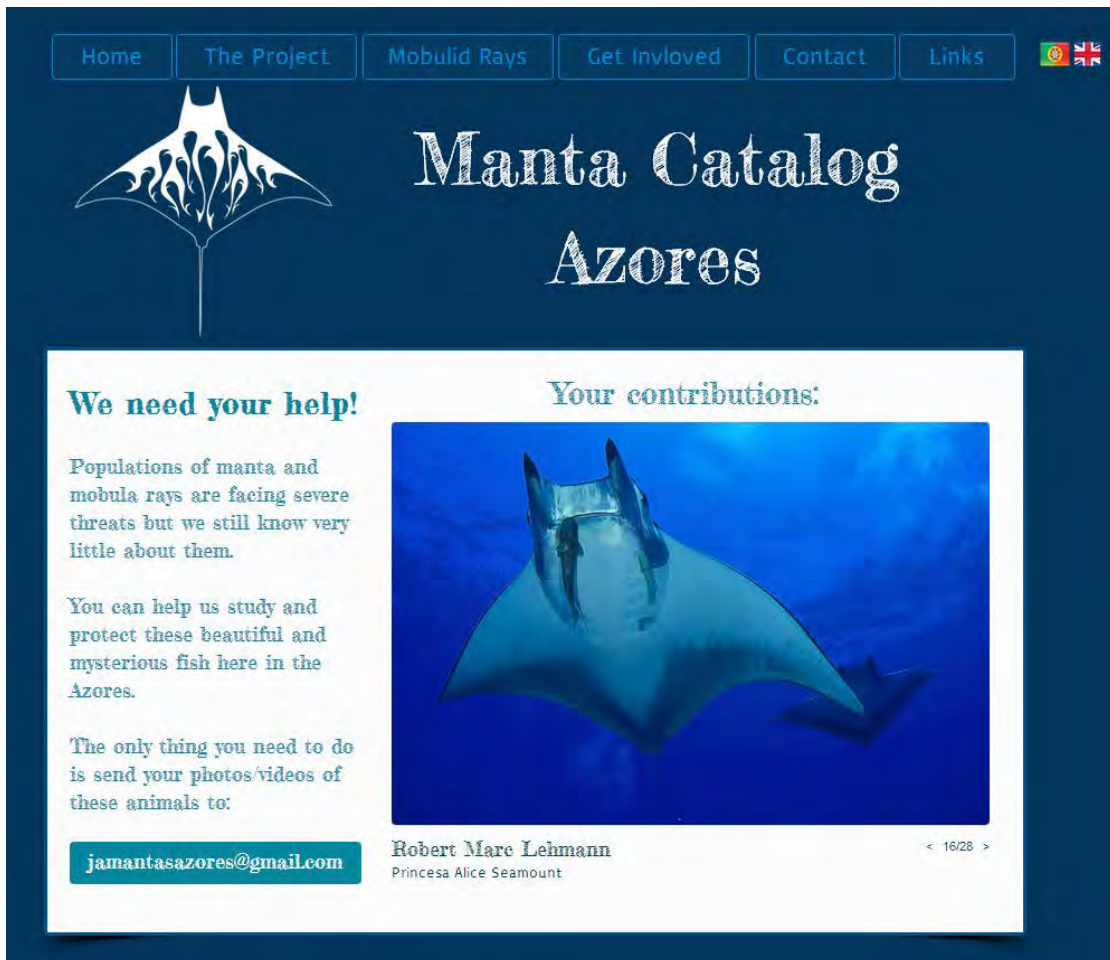 Home The Project Mobulid Rays Get Invloved Contact Links
Manta Catalog
Azores
We need your help!
Populations of manta and
mobula rays are facing severe
threats but we still know very
little about them.
You can help us study and
protect these beautiful and
mysterious fish here in the
Azores.
The only thing you need to do
is send your photos/videos of
these animals to:
jamantasazores@gmail.com
Your contributions:
Robert Marc Lehmann
< 16/28 >
Princesa Alice Seamount